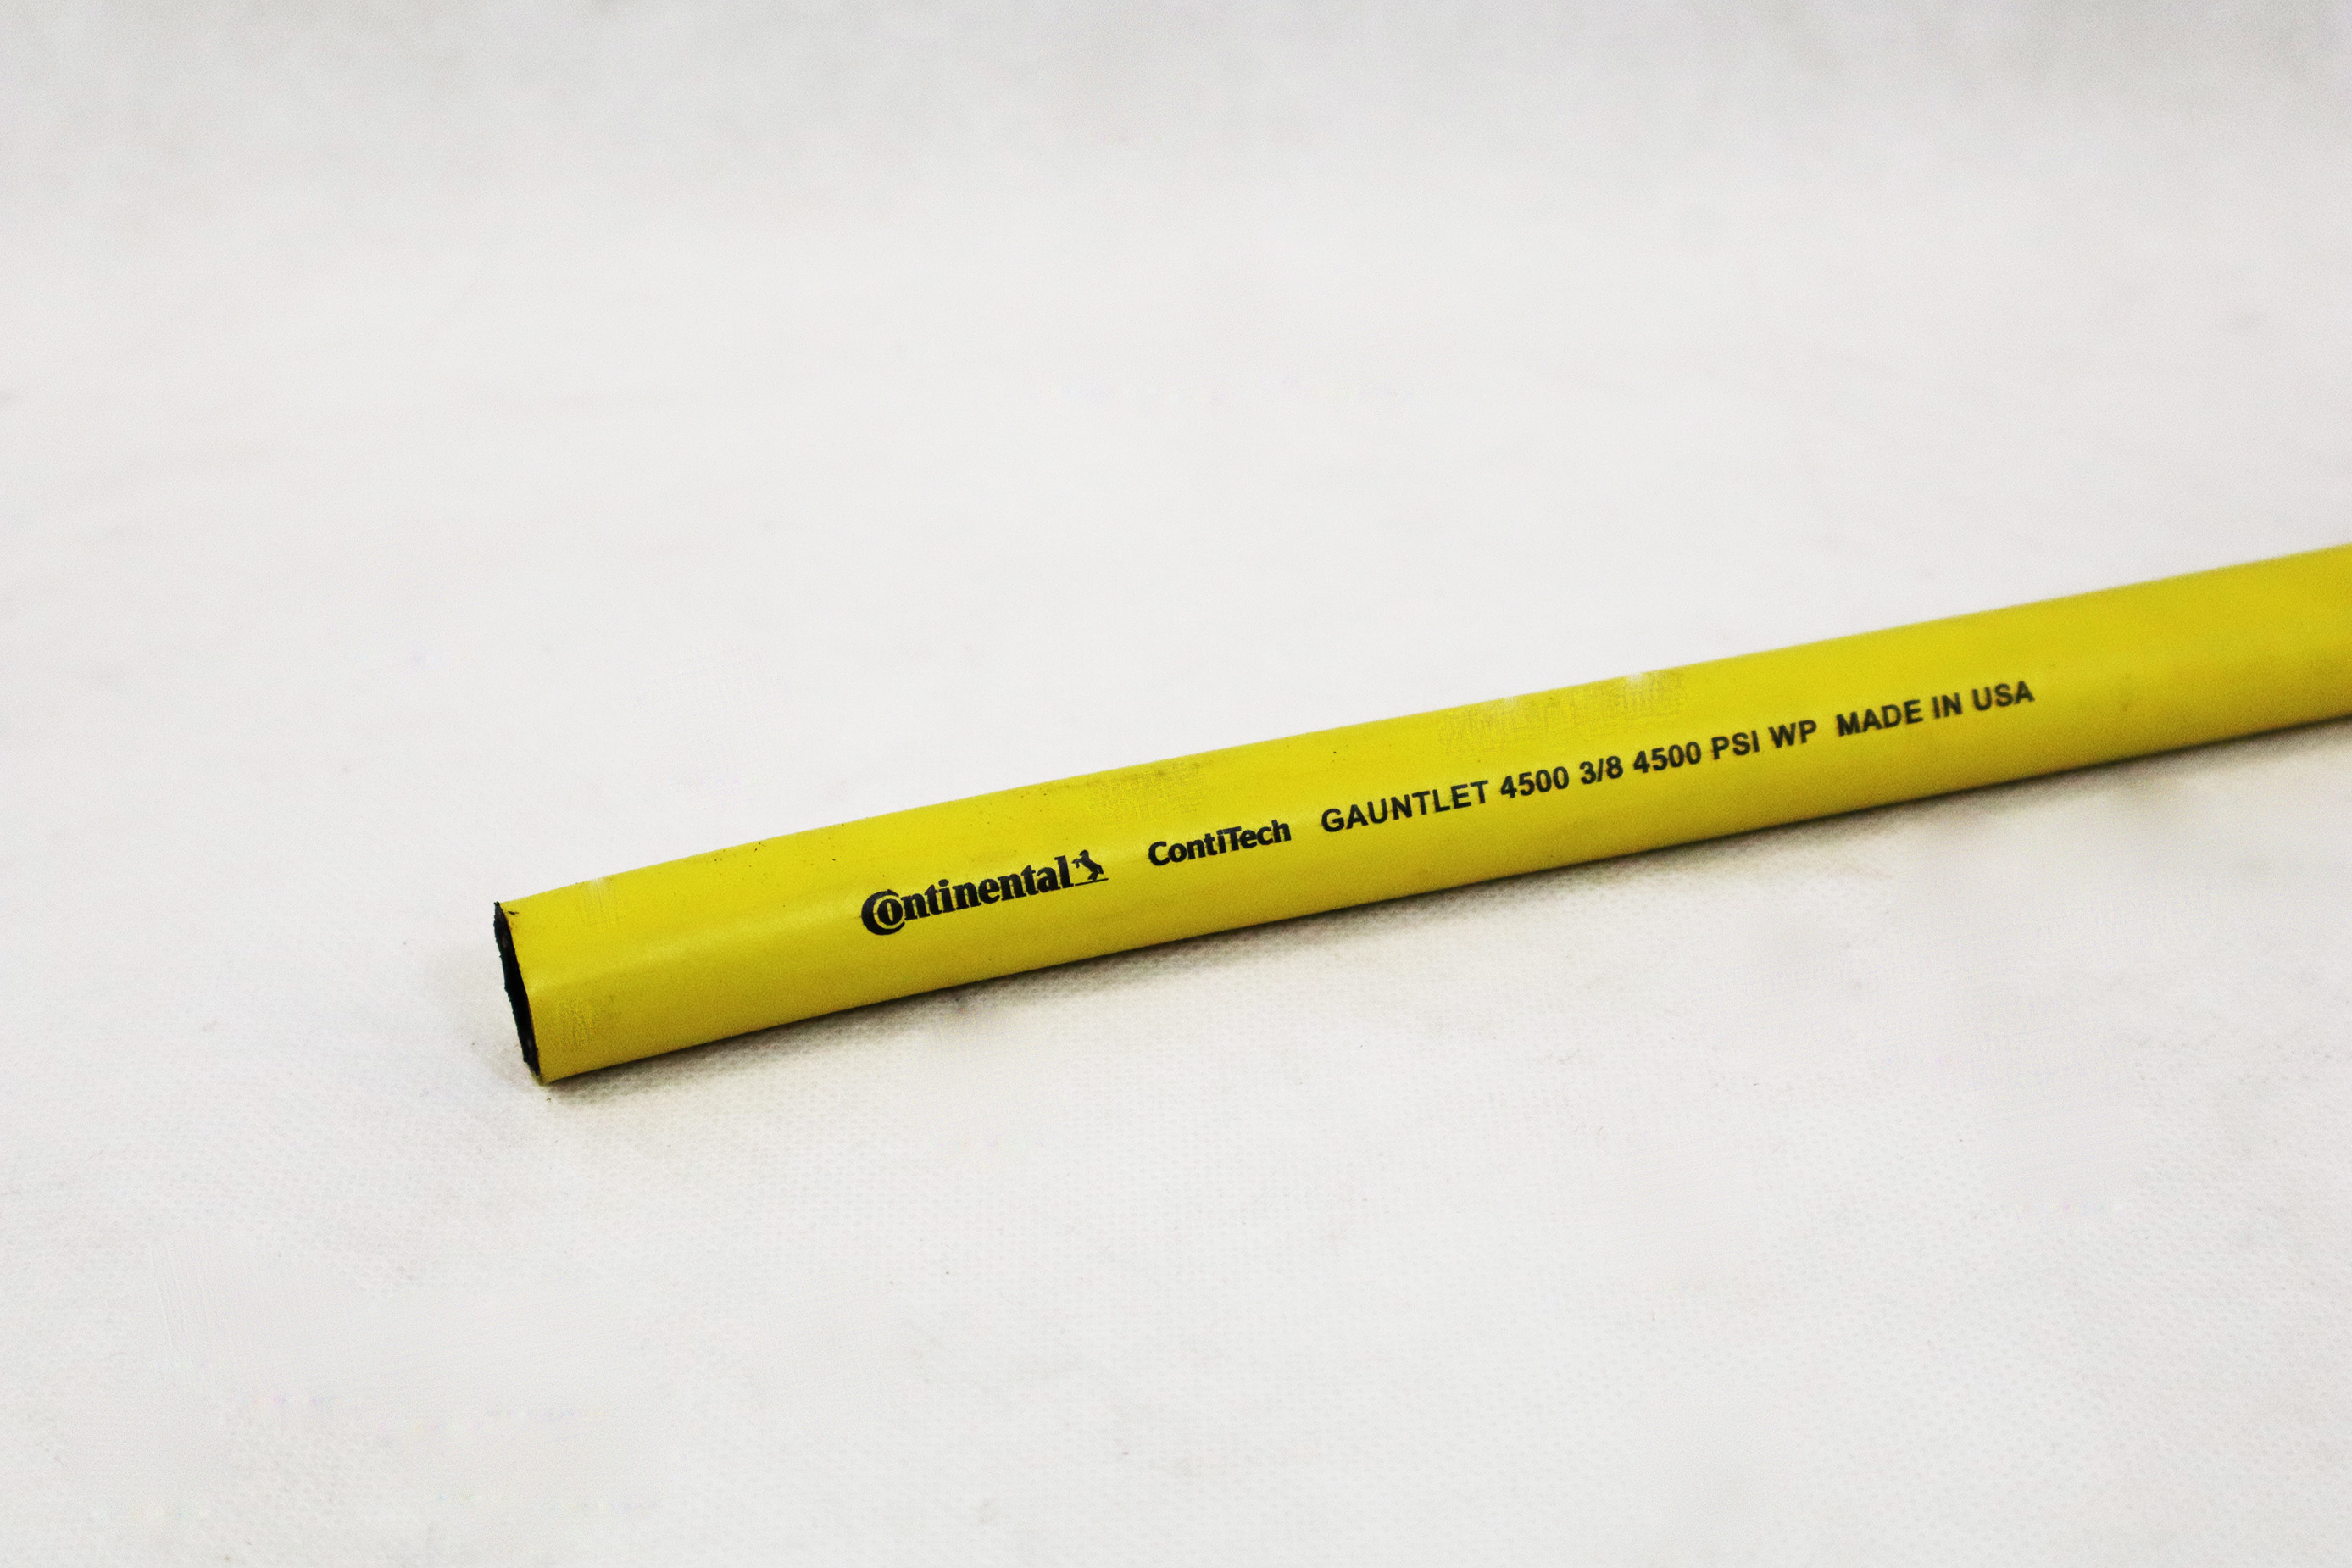 Continental ContiTech GAUNTLET 4500 3/8 4500 PSI WP MADE IN USA